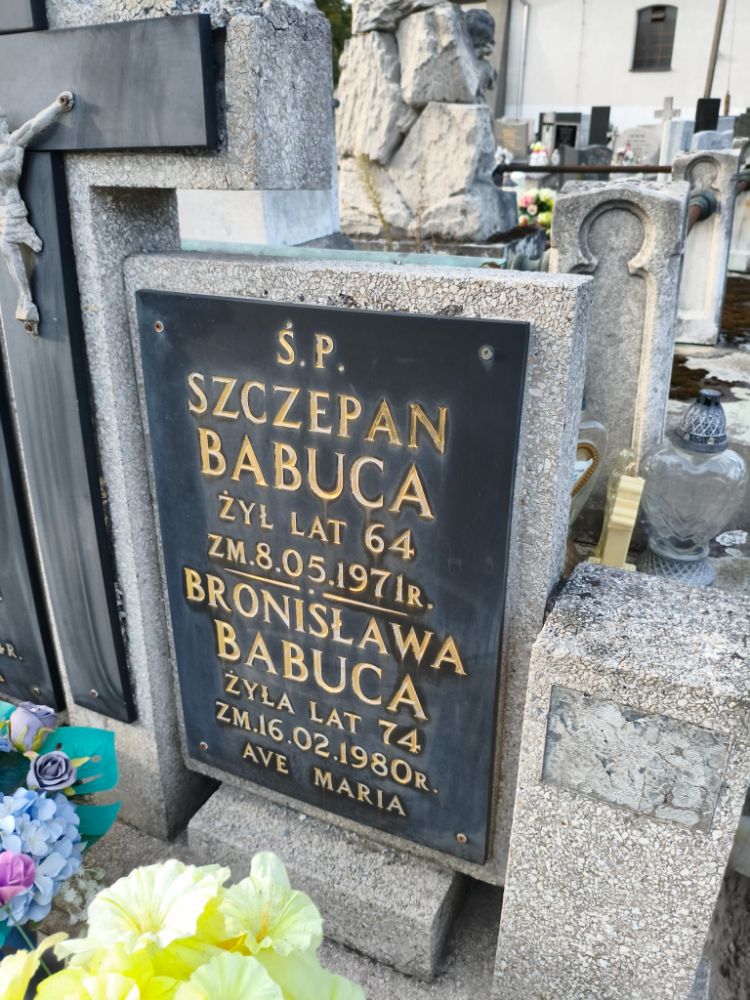 Ś.P.
SZCZEPAN
BABUCA
ŻYŁ LAT 64
ZM.8.05.1971R.
BRONISŁAWA
BABUCA
ŻYŁA LAT 74
ZM.16.02.1980R.
AVE MARIA